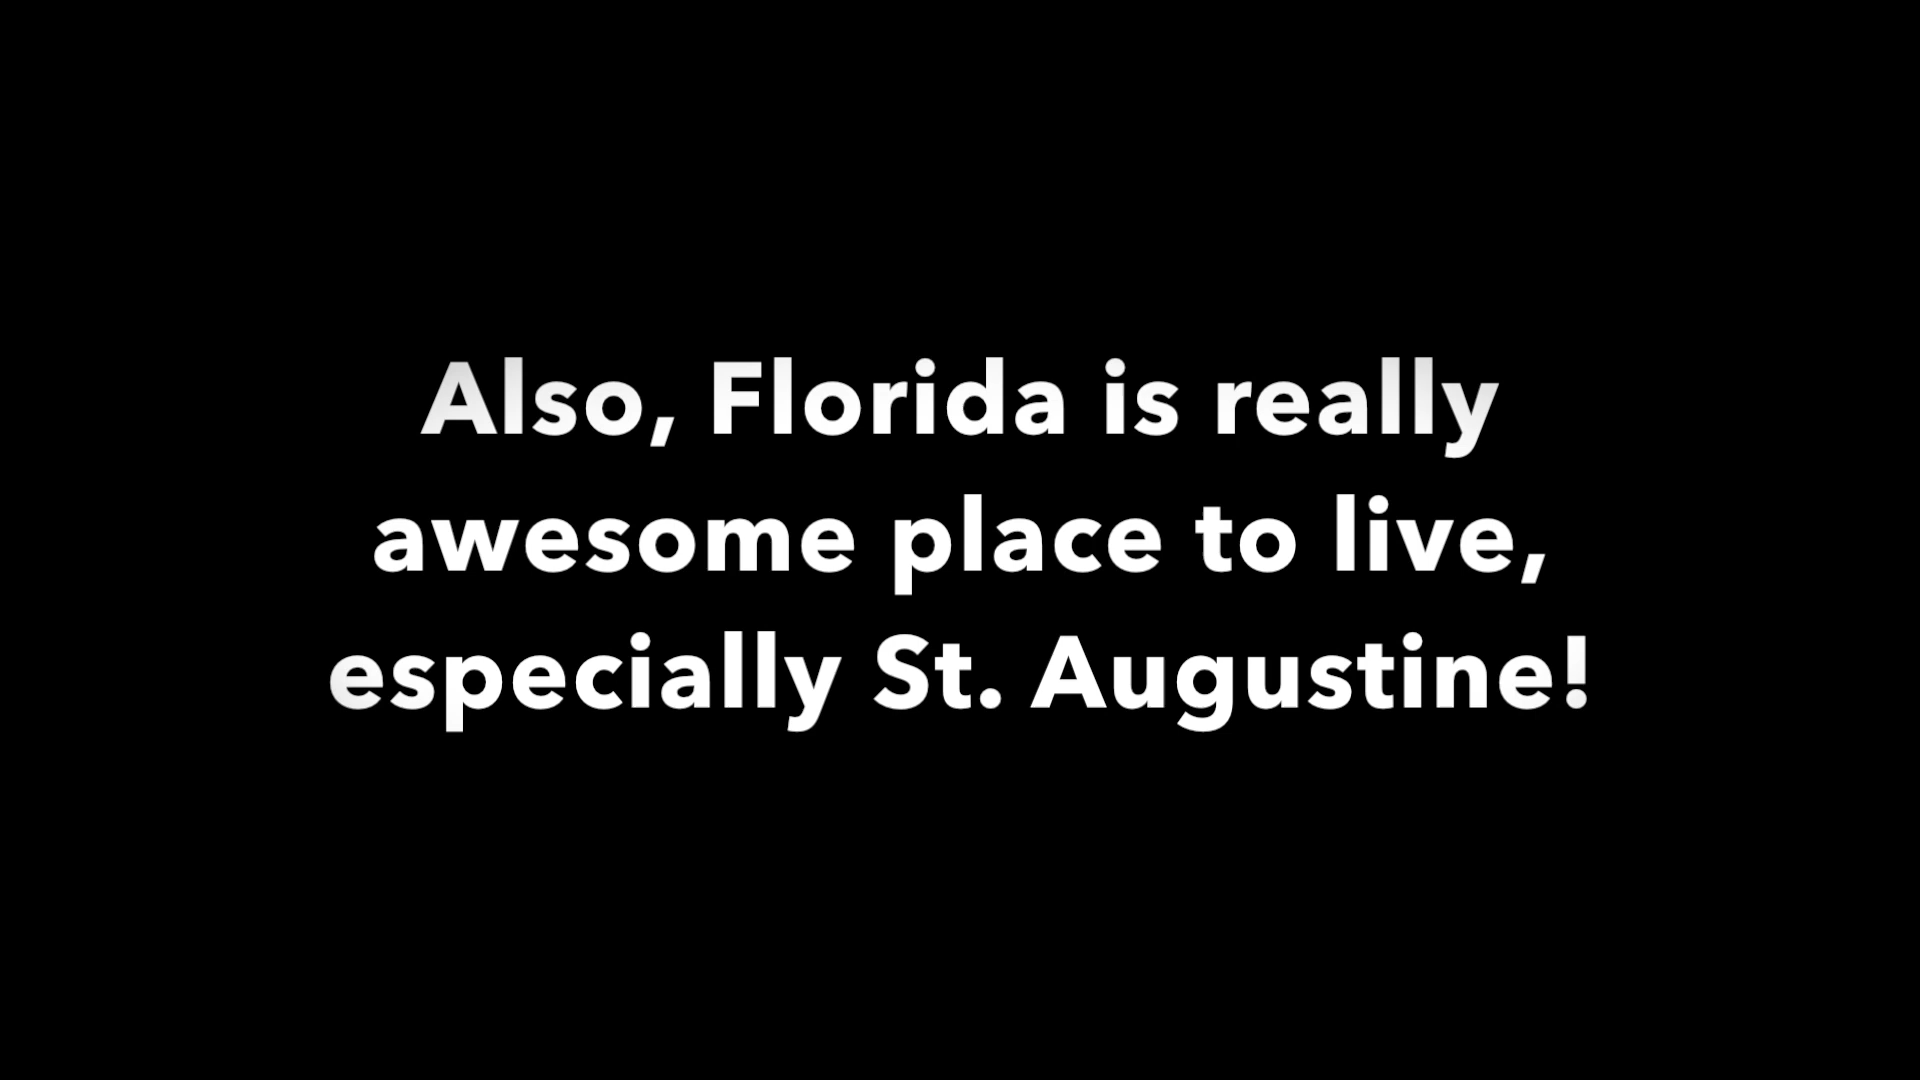 Also, Florida is really
awesome place to live,
especially St. Augustine!